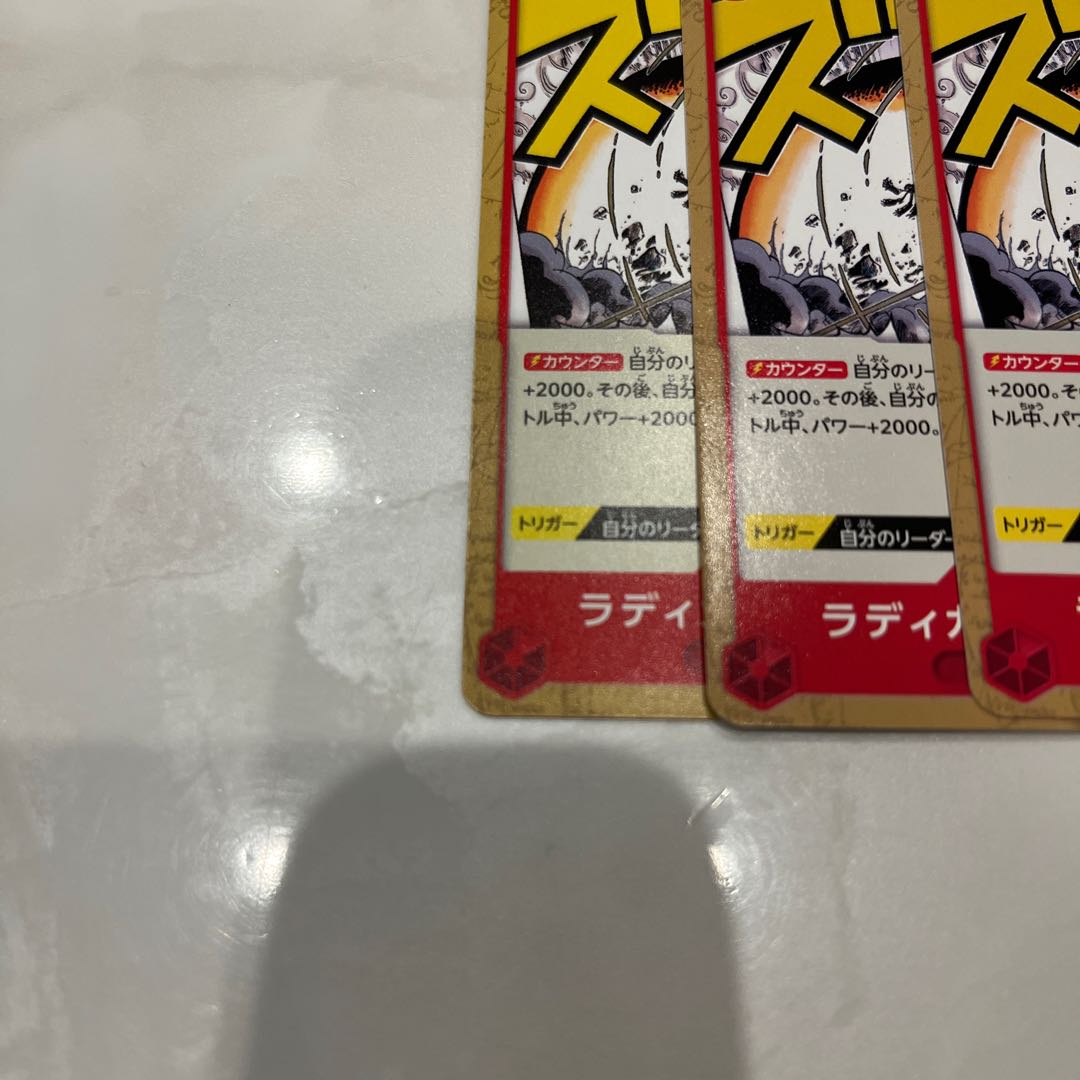 ズ
カウンター 自分のリ
+2000。その後、自分
トル中、パワー+2000
トリガー 自分のリーダ
ラディ
ズ
カウンター 自分のリー
+2000。その後、自分の
トル中、パワー+2000。
トリガー 自分のリーダー
ラディカ
ズ
カウンター
+2000。そ
トル中、パワ
トリガー